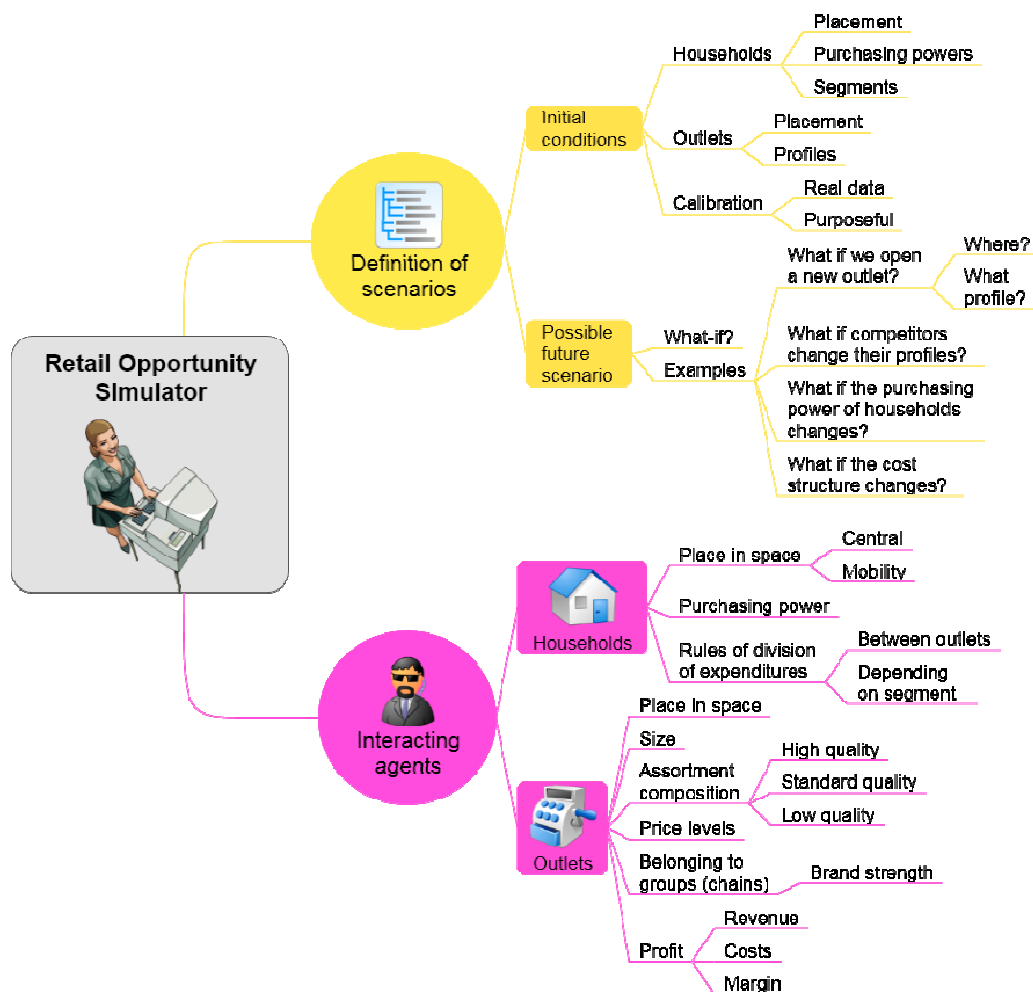 Retail Opportunity
SImulator
Definition of
scenarios
Initial
conditions
Households
Placement
Purchasing powers
Segments
Outlets
Placement
Profiles
Calibration
Real data
Purposeful
Possible
future
scenario
What-if?
Examples
What if we open
a new outlet?
Where?
What
profile?
What if competitors
change their profiles?
What if the purchasing
power of households
changes?
What if the cost
structure changes?
Interacting
agents
Households
Place in space
Central
Mobility
Purchasing power
Rules of division
of expenditures
Between outlets
Depending
on segment
Outlets
Place in space
Size
Assortment
composition
High quality
Standard quality
Low quality
Price levels
Belonging to
groups (chains)
Brand strength
Profit
Revenue
Costs
Margin